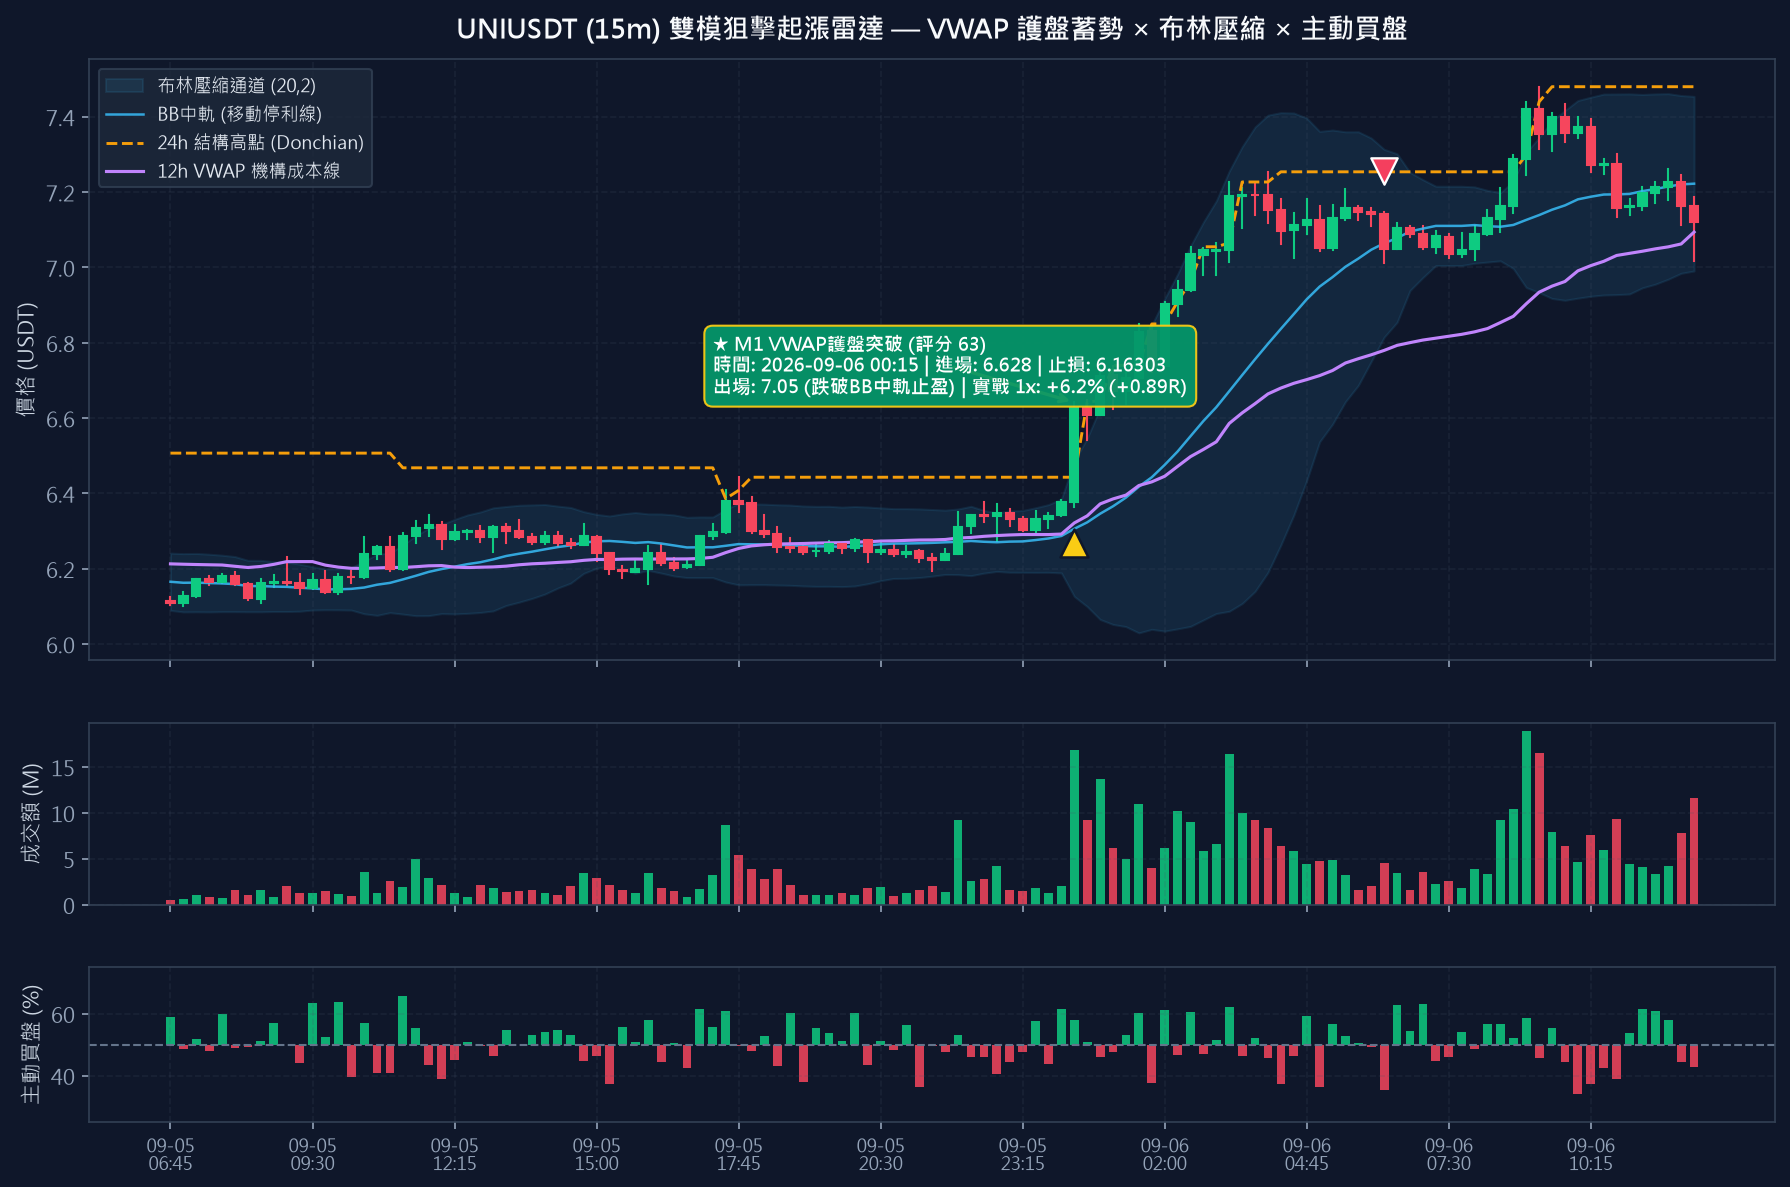 UNIUSDT (15m) 雙模狙擊起漲雷達 — VWAP 護盤蓄勢 × 布林壓縮 × 主動買盤
布林壓縮通道 (20,2)
BB中軌 (移動停利線)
24h 結構高點 (Donchian)
12h VWAP 機構成本線
價格 (USDT)
7.4
7.2
7.0
6.8
6.6
6.4
6.2
6.0
★ M1 VWAP護盤突破 (評分 63)
時間: 2026-09-06 00:15 | 進場: 6.628 | 止損: 6.16303
出場: 7.05 (跌破BB中軌止盈) | 實戰 1x: +6.2% (+0.89R)
成交額 (M)
15
10
5
0
主動買盤 (%)
60
40
09-05 06:45
09-05 09:30
09-05 12:15
09-05 15:00
09-05 17:45
09-05 20:30
09-05 23:15
09-06 02:00
09-06 04:45
09-06 07:30
09-06 10:15